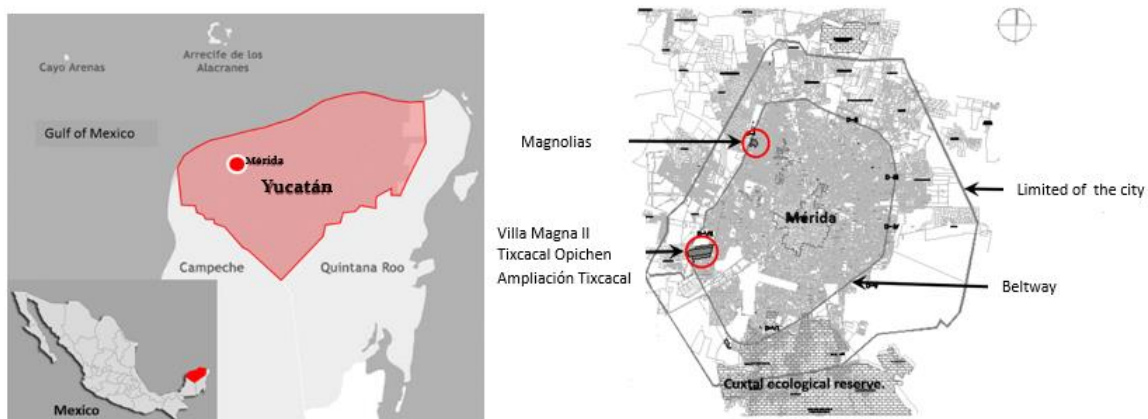 Arrecife de los
Alacranes
Cayo Arenas
Gulf of Mexico
Mérida
Yucatán
Campeche
Quintana Roo
Mexico
Magnolias
Limited of the city
Mérida
Villa Magna II
Tixcacal Opichen
Ampliación Tixcacal
Beltway
Cuxtal ecological reserve.